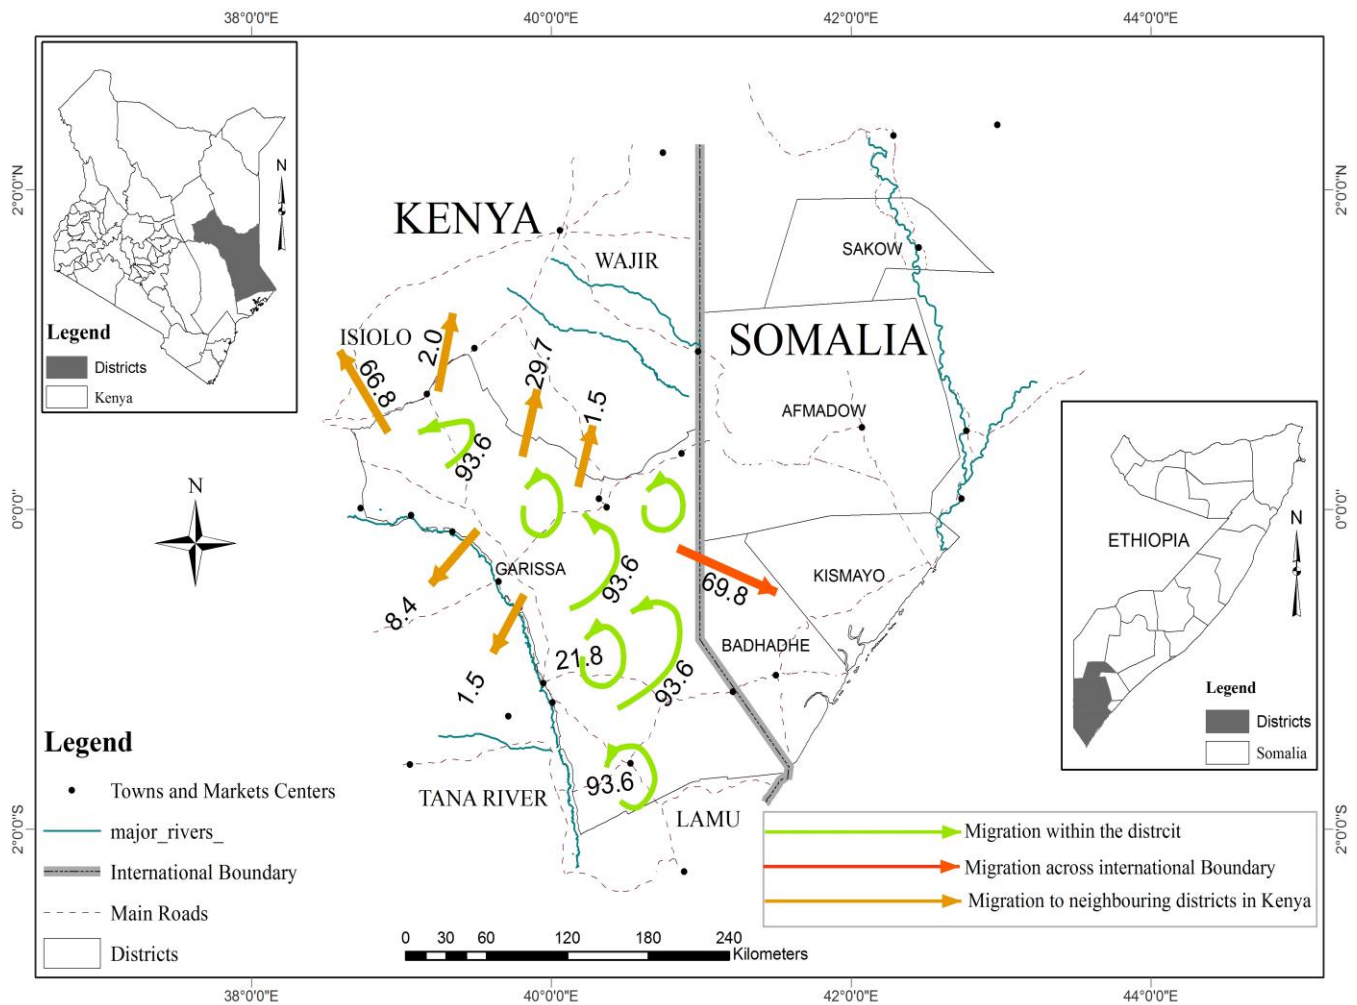 38°0'0"E
40°0'0"E
42°0'0"E
44°0'0"E
2°0'0"N
0°0'0"
2°0'0"S
2°0'0"N
0°0'0"
2°0'0"S
N
Legend
Districts
Kenya
KENYA
WAJIR
ISIOLO
SAKOW
SOMALIA
AFMADOW
66.8
2.0
29.7
1.5
93.6
N
GARISSA
8.4
1.5
93.6
69.8
KISMAYO
BADHADHE
21.8
93.6
93.6
TANA RIVER
LAMU
ETHIOPIA
N
Legend
Districts
Somalia
Legend
Towns and Markets Centers
major_rivers_
International Boundary
Main Roads
Districts
Migration within the distrcit
Migration across international Boundary
Migration to neighbouring districts in Kenya
0 30 60 120 180 240
Kilometers
38°0'0"E
40°0'0"E
42°0'0"E
44°0'0"E